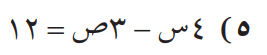 ٥) ٤س − ٣ص = ١٢